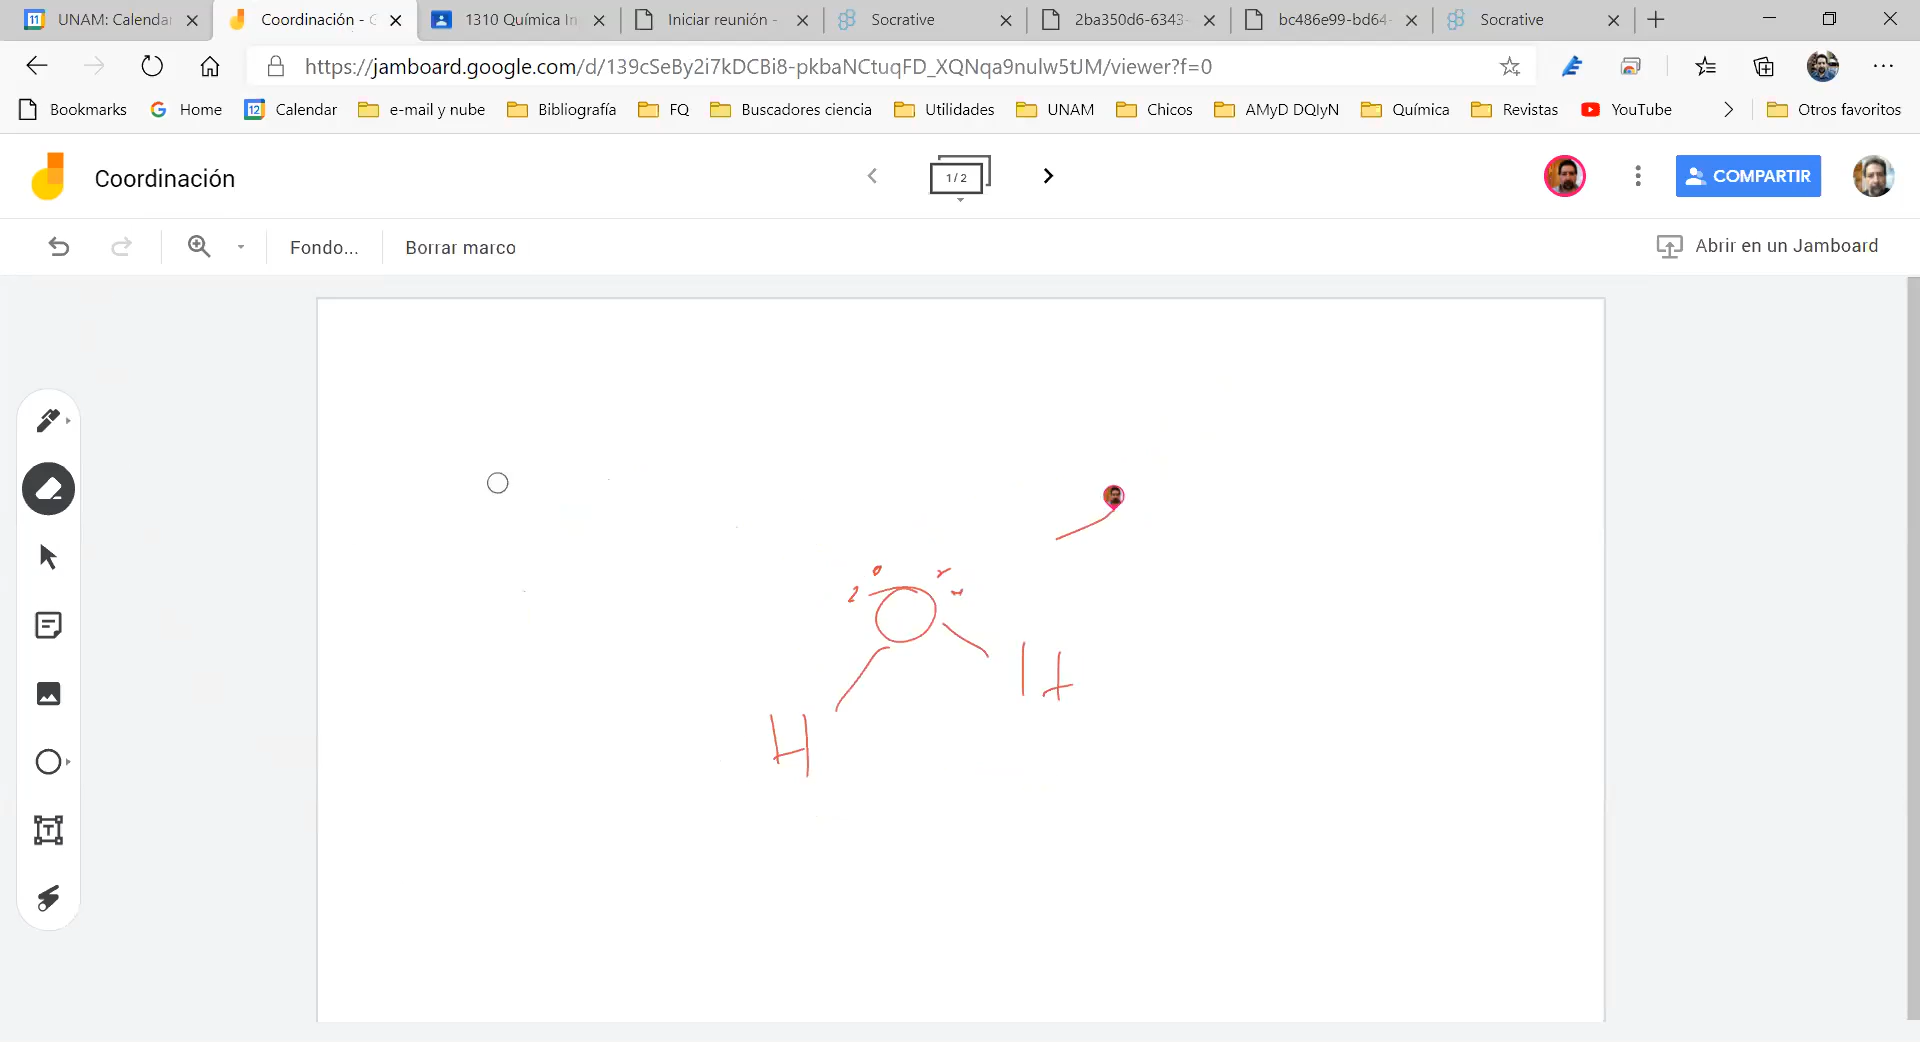 UNAM: Calendar
Coordinación - G
1310 Química In
Iniciar reunión -
Socrative
2ba350d6-6343-
bc486e99-bd64-
Socrative
https://jamboard.google.com/d/139cSeBy2i7kDCBi8-pkbaNCtuqFD_XQNqa9nulw5tJM/viewer?f=0
Bookmarks
Home
Calendar
e-mail y nube
Bibliografía
FQ
Buscadores ciencia
Utilidades
UNAM
Chicos
AMyD DQIyN
Química
Revistas
YouTube
Otros favoritos
Coordinación
1 / 2
COMPARTIR
Fondo...
Borrar marco
Abrir en un Jamboard
O
H
H